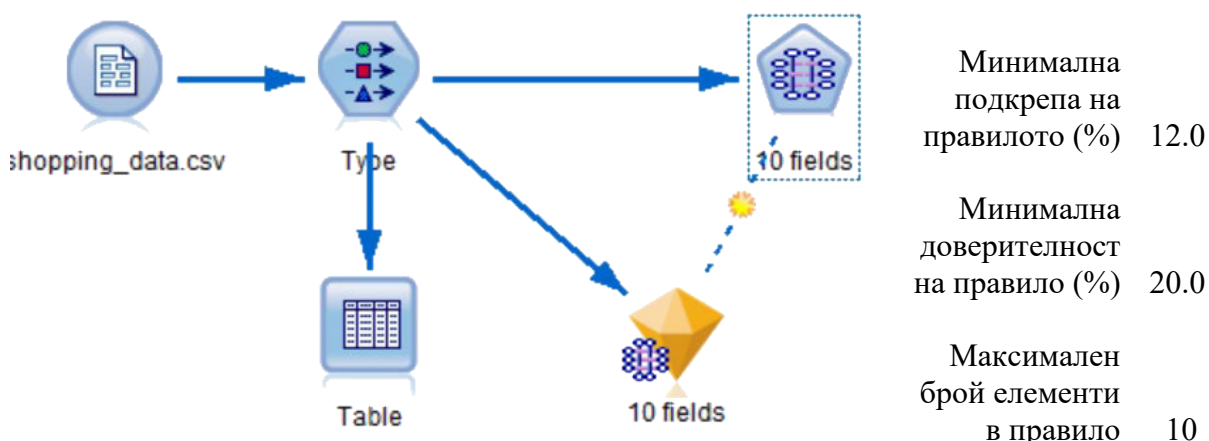 shopping_data.csv
Type
10 fields
Table
10 fields
Минимална
подкрепа на
правилото (%) 12.0
Минимална
доверителност
на правило (%) 20.0
Максимален
брой елементи
в правило 10